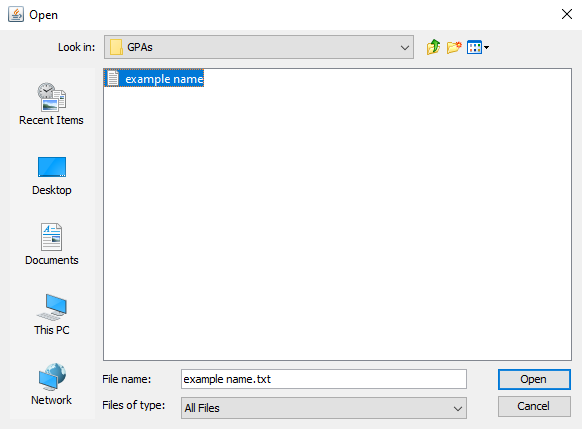 Open
Look in:
GPAs
example name
Recent Items
Desktop
Documents
This PC
Network
File name:
example name.txt
Open
Files of type:
All Files
Cancel